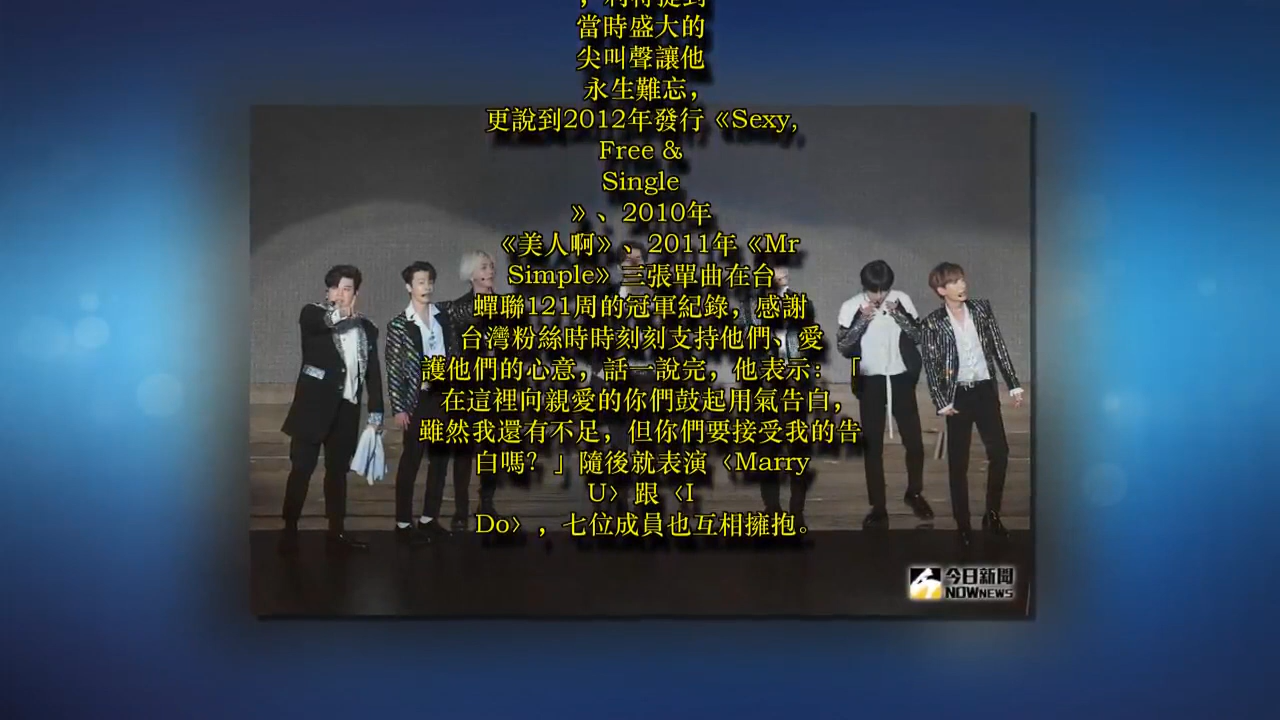 ，利特提到
當時盛大的
尖叫聲讓他
永生難忘，
更說到2012年發行《Sexy,
Free &
Single
》、2010年
《美人啊》、2011年《Mr
Simple》三張單曲在台
蟬聯121周的冠軍紀錄，感謝
台灣粉絲時時刻刻支持他們、愛
護他們的心意，話一說完，他表示：「
在這裡向親愛的你們鼓起用氣告白，
雖然我還有不足，但你們要接受我的告
白嗎？」隨後就表演〈Marry
U〉跟〈I
Do〉，七位成員也互相擁抱。
今日新聞
NOWNEWS